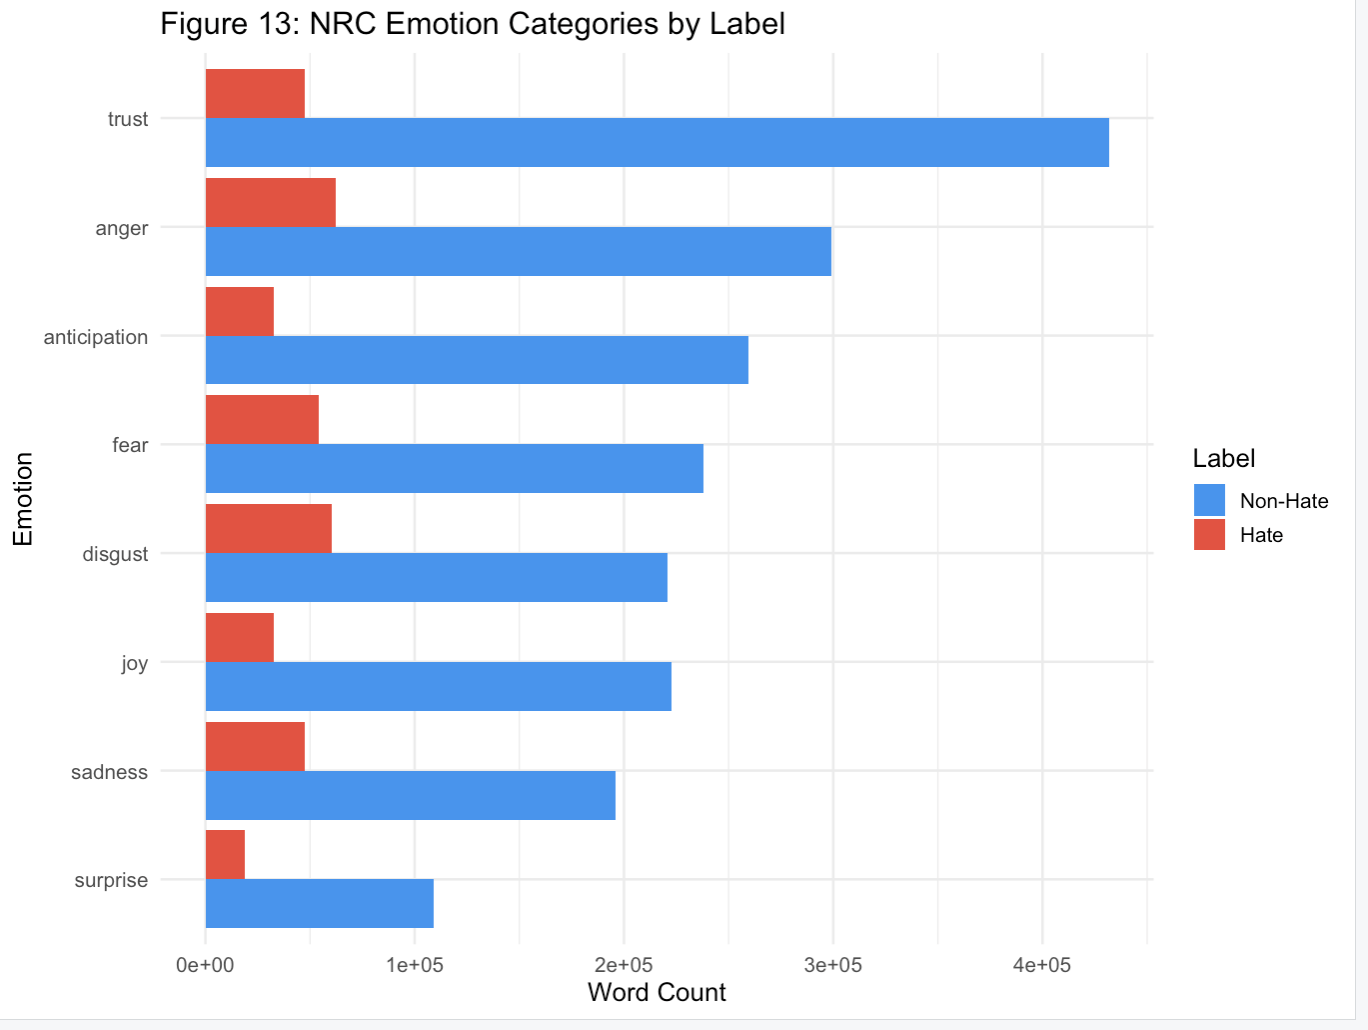 Figure 13: NRC Emotion Categories by Label
trust
anger
anticipation
fear
disgust
joy
sadness
surprise
Emotion
0e+00 1e+05 2e+05 3e+05 4e+05
Word Count
Label
Non-Hate
Hate